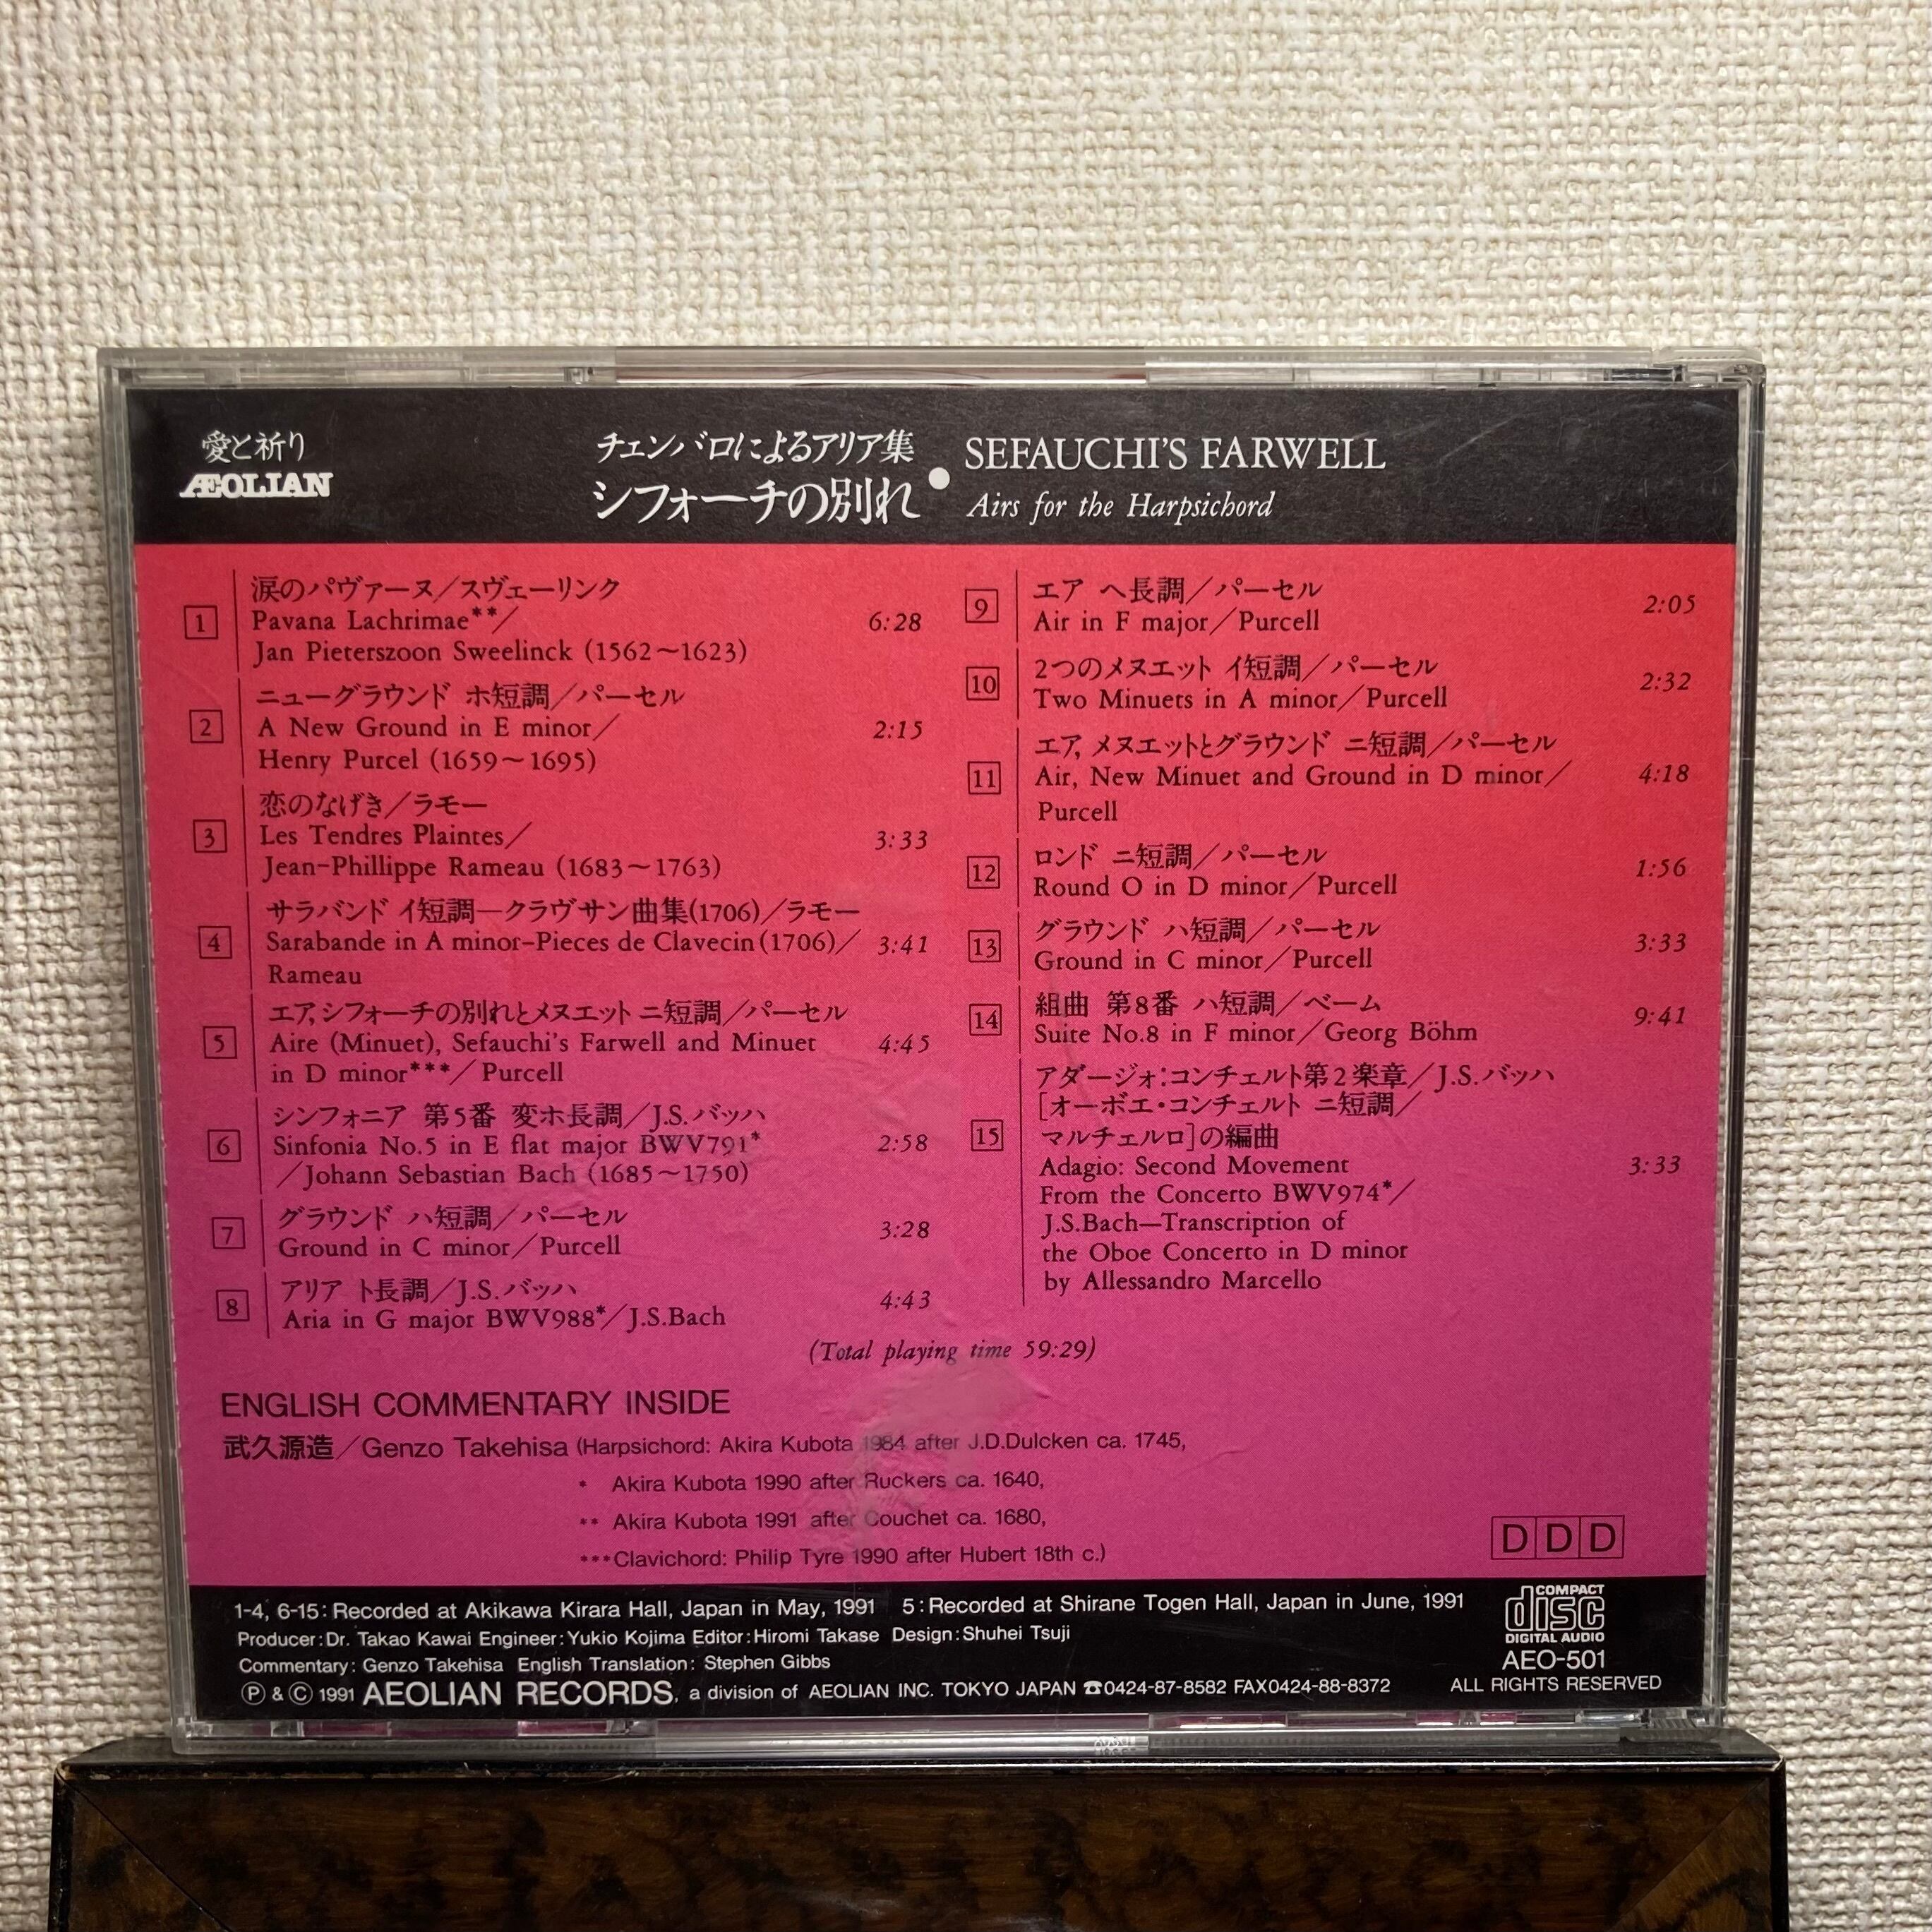 愛と祈り
ÆOLIAN
チェンバロによるアリア集
シフォーチの別れ
●
SEFAUCHI'S FARWELL
Airs for the Harpsichord
1
涙のパヴァーヌ／スヴェーリンク
Pavana Lachrimae**／
Jan Pieterszoon Sweelinck (1562〜1623)
6:28
2
ニューグラウンド ホ短調／パーセル
A New Ground in E minor／
Henry Purcel (1659〜1695)
2:15
3
恋のなげき／ラモー
Les Tendres Plaintes／
Jean-Phillippe Rameau (1683〜1763)
3:33
4
サラバンド イ短調—クラヴサン曲集(1706)／ラモー
Sarabande in A minor–Pieces de Clavecin(1706)／
Rameau
3:41
5
エア,シフォーチの別れとメヌエット ニ短調／パーセル
Aire (Minuet), Sefauchi's Farwell and Minuet
in D minor***／Purcell
4:45
6
シンフォニア 第5番 変ホ長調／J.S.バッハ
Sinfonia No.5 in E flat major BWV791*
／Johann Sebastian Bach (1685〜1750)
2:58
7
グラウンド ハ短調／パーセル
Ground in C minor／Purcell
3:28
8
アリア ト長調／J.S.バッハ
Aria in G major BWV988*／J.S.Bach
4:43
9
エア ヘ長調／パーセル
Air in F major／Purcell
2:05
10
2つのメヌエット イ短調／パーセル
Two Minuets in A minor／Purcell
2:32
11
エア, メヌエットとグラウンド ニ短調／パーセル
Air, New Minuet and Ground in D minor／
Purcell
4:18
12
ロンド ニ短調／パーセル
Round O in D minor／Purcell
1:56
13
グラウンド ハ短調／パーセル
Ground in C minor／Purcell
3:33
14
組曲 第8番 ハ短調／ベーム
Suite No.8 in F minor／Georg Böhm
9:41
15
アダージォ:コンチェルト第2楽章／J.S.バッハ
[オーボエ・コンチェルト ニ短調／
マルチェルロ]の編曲
Adagio: Second Movement
From the Concerto BWV974*／
J.S.Bach—Transcription of
the Oboe Concerto in D minor
by Allessandro Marcello
3:33
(Total playing time 59:29)
ENGLISH COMMENTARY INSIDE
武久源造／Genzo Takehisa (Harpsichord: Akira Kubota 1984 after J.D.Dulcken ca. 1745,
* Akira Kubota 1990 after Ruckers ca. 1640,
** Akira Kubota 1991 after Couchet ca. 1680,
***Clavichord: Philip Tyre 1990 after Hubert 18th c.)
DDD
1-4, 6-15: Recorded at Akikawa Kirara Hall, Japan in May, 1991 5: Recorded at Shirane Togen Hall, Japan in June, 1991
Producer: Dr. Takao Kawai Engineer: Yukio Kojima Editor: Hiromi Takase Design: Shuhei Tsuji
Commentary: Genzo Takehisa English Translation: Stephen Gibbs
Ⓟ & Ⓒ 1991 AEOLIAN RECORDS, a division of AEOLIAN INC. TOKYO JAPAN ☎0424-87-8582 FAX0424-88-8372
COMPACT
disc
DIGITAL AUDIO
AEO-501
ALL RIGHTS RESERVED